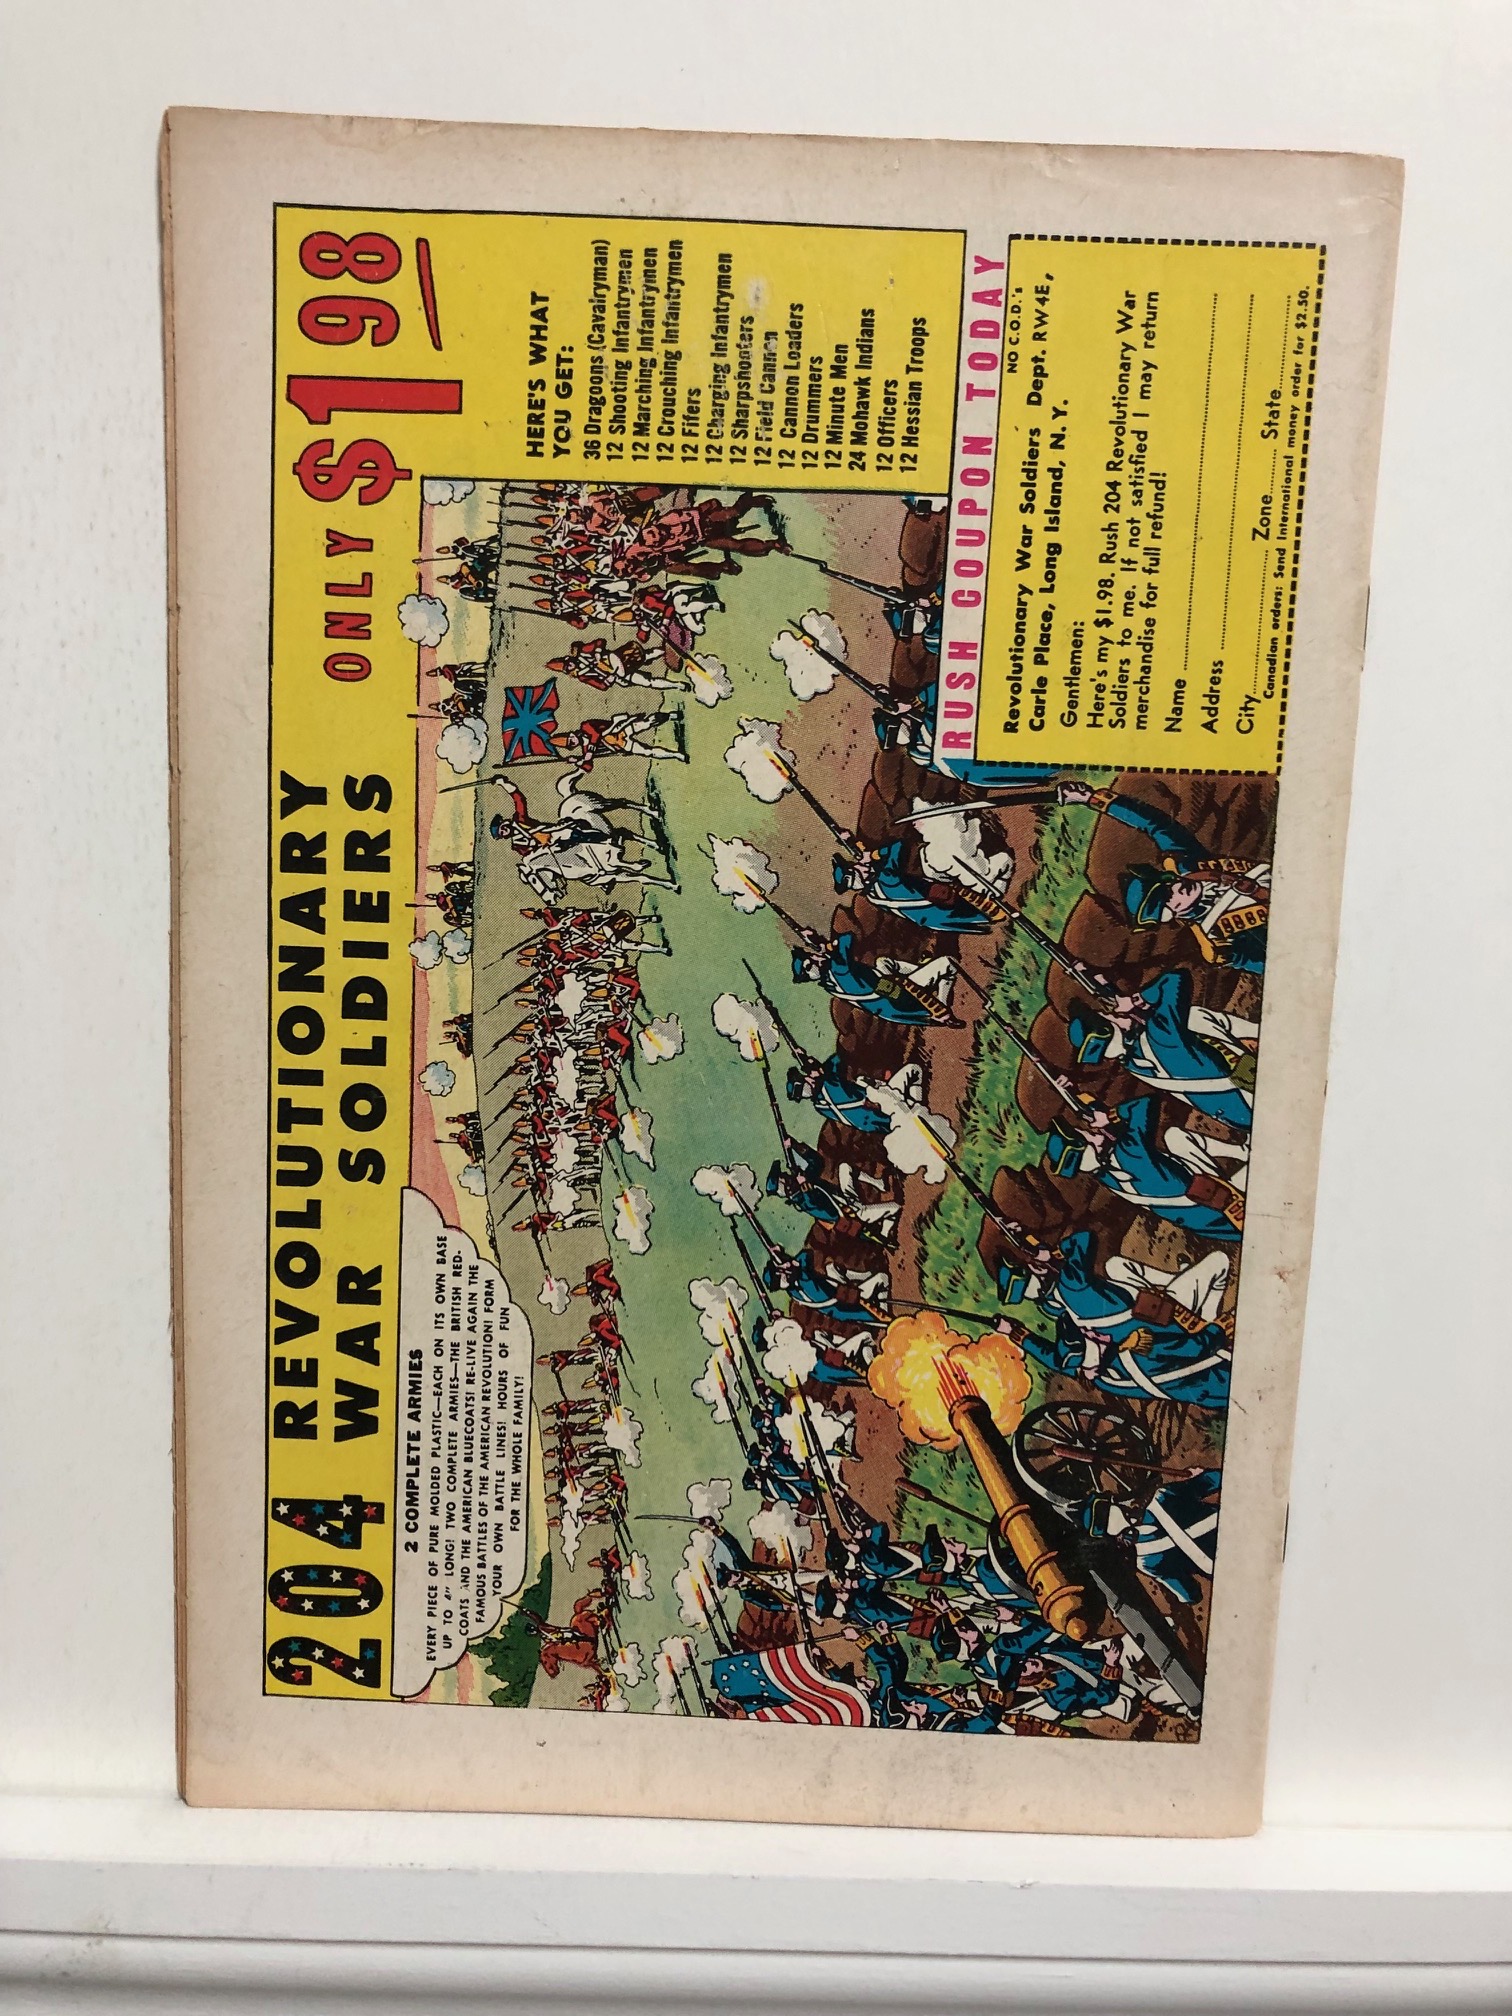 204 REVOLUTIONARY
WAR SOLDIERS
ONLY $1 98
2 COMPLETE ARMIES
EVERY PIECE OF PURE MOLDED PLASTIC—EACH ON ITS OWN BASE
UP TO 4" LONG! TWO COMPLETE ARMIES—THE BRITISH RED-
COATS AND THE AMERICAN BLUECOATS! RE-LIVE AGAIN THE
FAMOUS BATTLES OF THE AMERICAN REVOLUTION! FORM
YOUR OWN BATTLE LINES! HOURS OF FUN
FOR THE WHOLE FAMILY!
HERE'S WHAT
YOU GET:
36 Dragoons (Cavalryman)
12 Shooting Infantrymen
12 Marching Infantrymen
12 Crouching Infantrymen
12 Fifers
12 Charging Infantrymen
12 Sharpshooters
12 Field Cannon
12 Cannon Loaders
12 Drummers
12 Minute Men
24 Mohawk Indians
12 Officers
12 Hessian Troops
RUSH COUPON TODAY
NO C.O.D.'s
Revolutionary War Soldiers Dept. RW4E,
Carle Place, Long Island, N. Y.
Gentlemen:
Here's my $1.98. Rush 204 Revolutionary War
Soldiers to me. If not satisfied I may return
merchandise for full refund!
Name
Address
City Zone State
Canadian orders: Send International money order for $2.50.